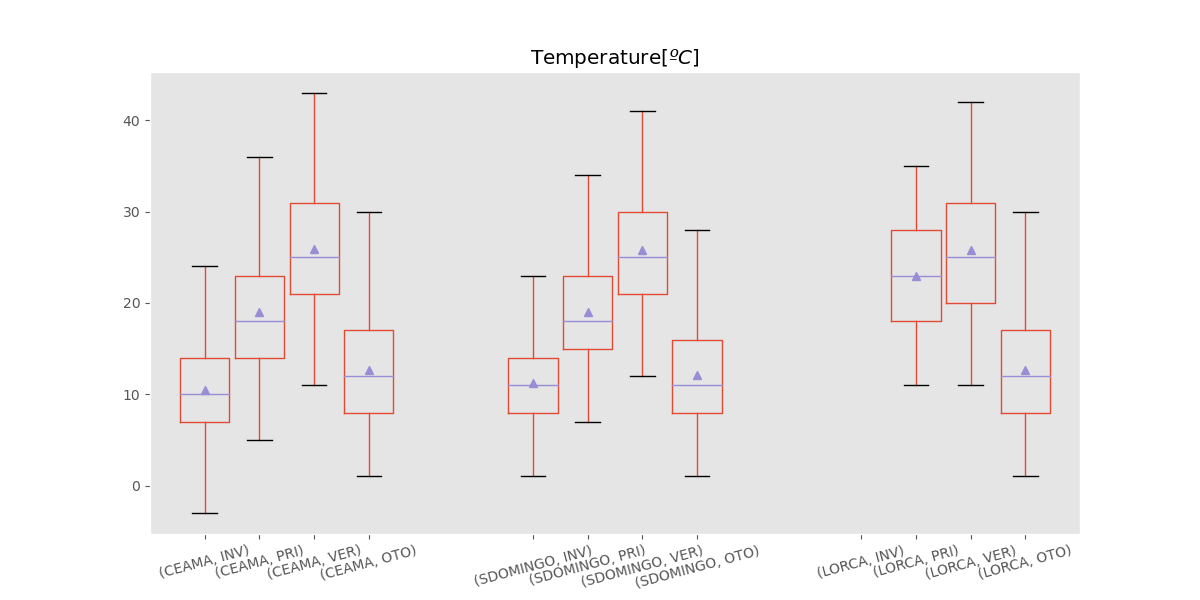 Temperature[ºC]
40
30
20
10
0
(CEAMA, INV)
(CEAMA, PRI)
(CEAMA, VER)
(CEAMA, OTO)
(SDOMINGO, INV)
(SDOMINGO, PRI)
(SDOMINGO, VER)
(SDOMINGO, OTO)
(LORCA, INV)
(LORCA, PRI)
(LORCA, VER)
(LORCA, OTO)